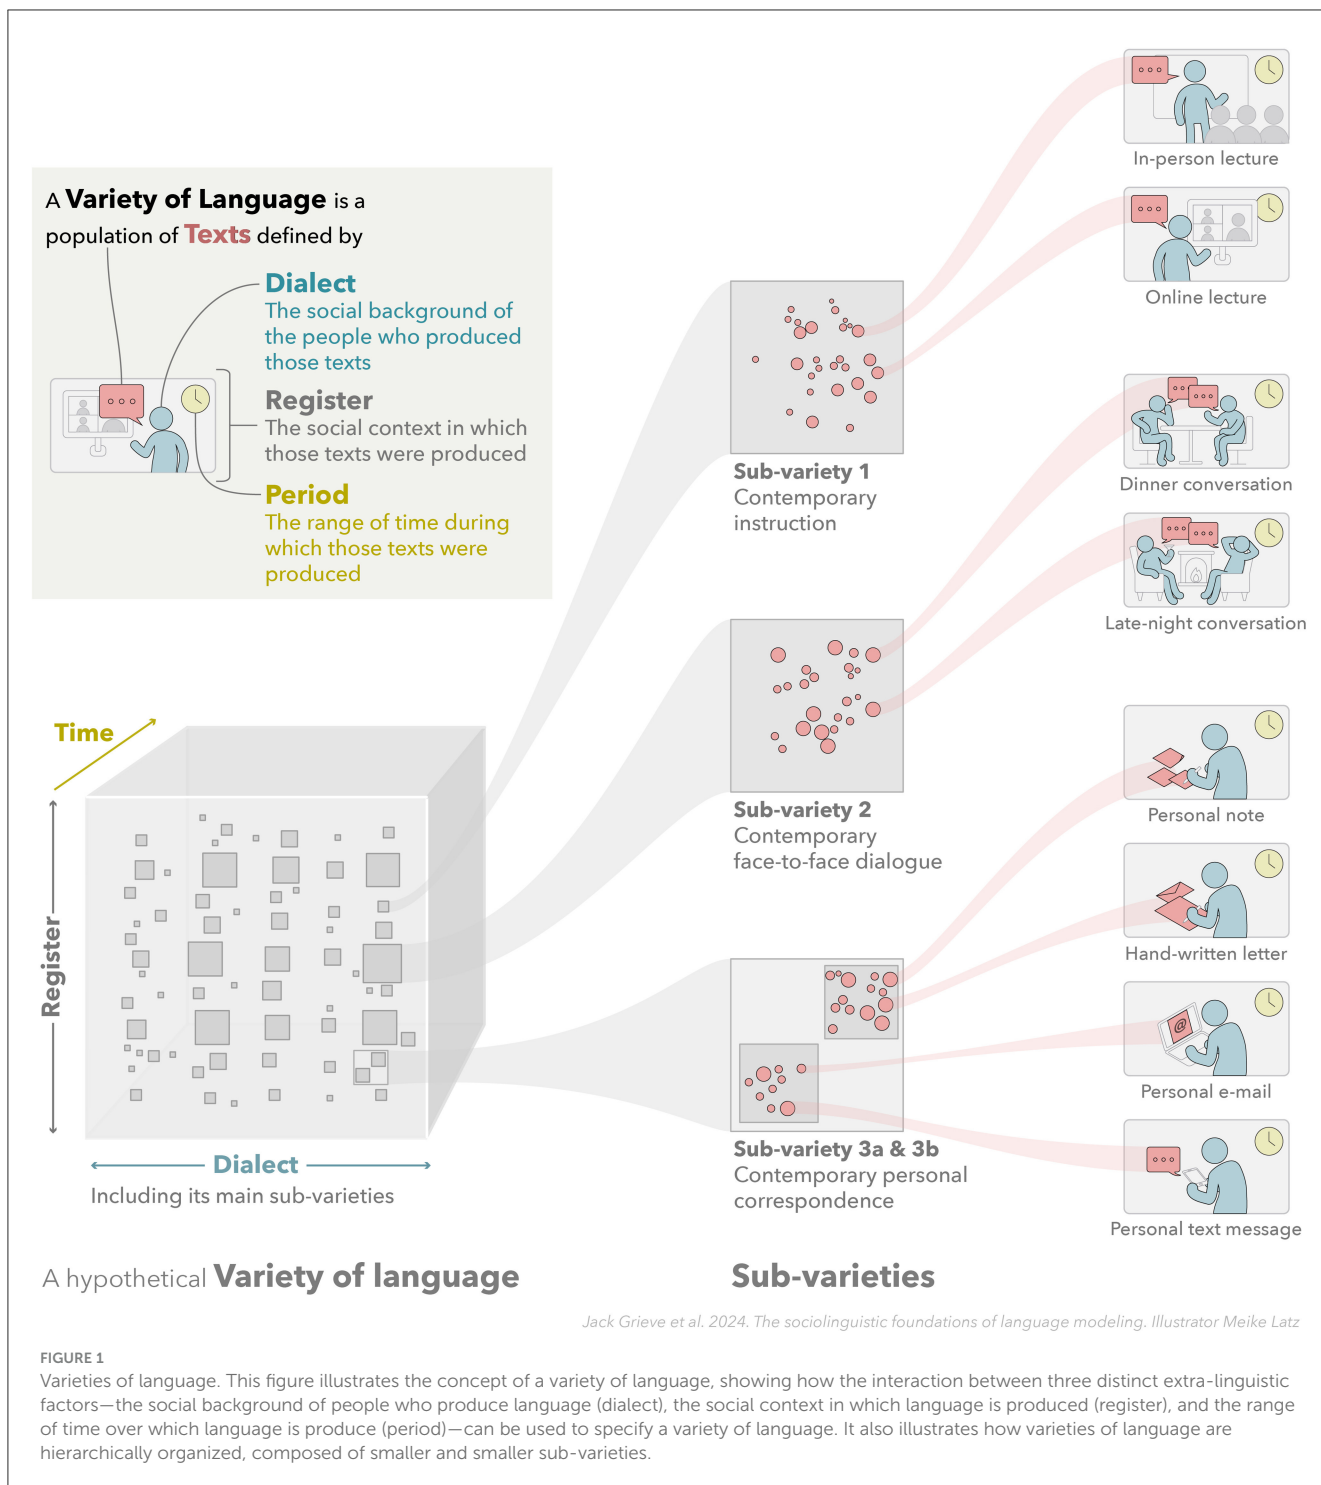 A Variety of Language is a
population of Texts defined by
Dialect
The social background of
the people who produced
those texts
Register
The social context in which
those texts were produced
Period
The range of time during
which those texts were
produced
Time
Register
Dialect
Including its main sub-varieties
A hypothetical Variety of language
Sub-variety 1
Contemporary
instruction
Sub-variety 2
Contemporary
face-to-face dialogue
Sub-variety 3a & 3b
Contemporary personal
correspondence
Sub-varieties
In-person lecture
Online lecture
Dinner conversation
Late-night conversation
Personal note
Hand-written letter
@
Personal e-mail
Personal text message
Jack Grieve et al. 2024. The sociolinguistic foundations of language modeling. Illustrator Meike Latz
FIGURE 1
Varieties of language. This figure illustrates the concept of a variety of language, showing how the interaction between three distinct extra-linguistic
factors—the social background of people who produce language (dialect), the social context in which language is produced (register), and the range
of time over which language is produce (period)—can be used to specify a variety of language. It also illustrates how varieties of language are
hierarchically organized, composed of smaller and smaller sub-varieties.